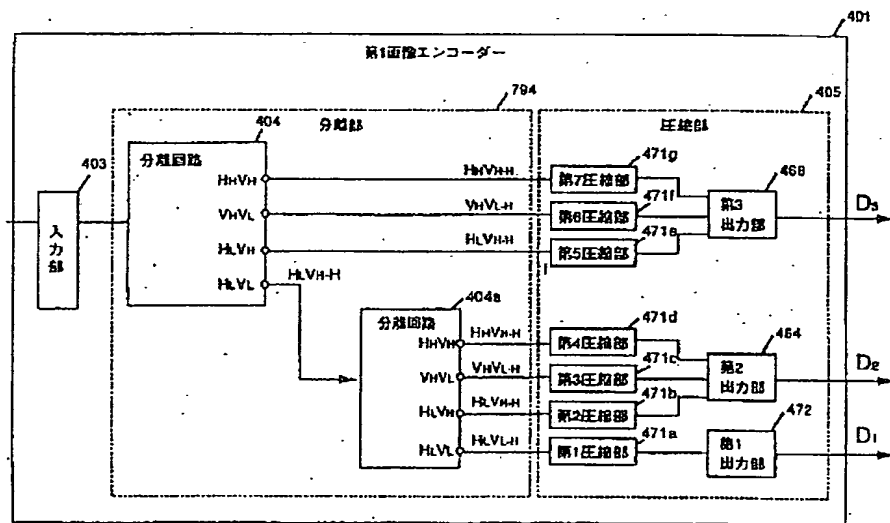 401
第1画像エンコーダー
794
405
404
分離部
圧縮部
403
分離回路
入力部
HHVH
VHVL
HLVH
HLVL
HHVH-H
VHVL-H
HLVH-H
HLVH-H
471g
第7圧縮部
471f
第6圧縮部
471e
第5圧縮部
468
第3
出力部
D3
404a
分離回路
HHVH
VHVL
HLVH
HLVL
HHVH-H
VHVL-H
HLVH-H
HLVL-H
471d
第4圧縮部
471c
第3圧縮部
471b
第2圧縮部
471a
第1圧縮部
464
第2
出力部
D2
472
第1
出力部
D1